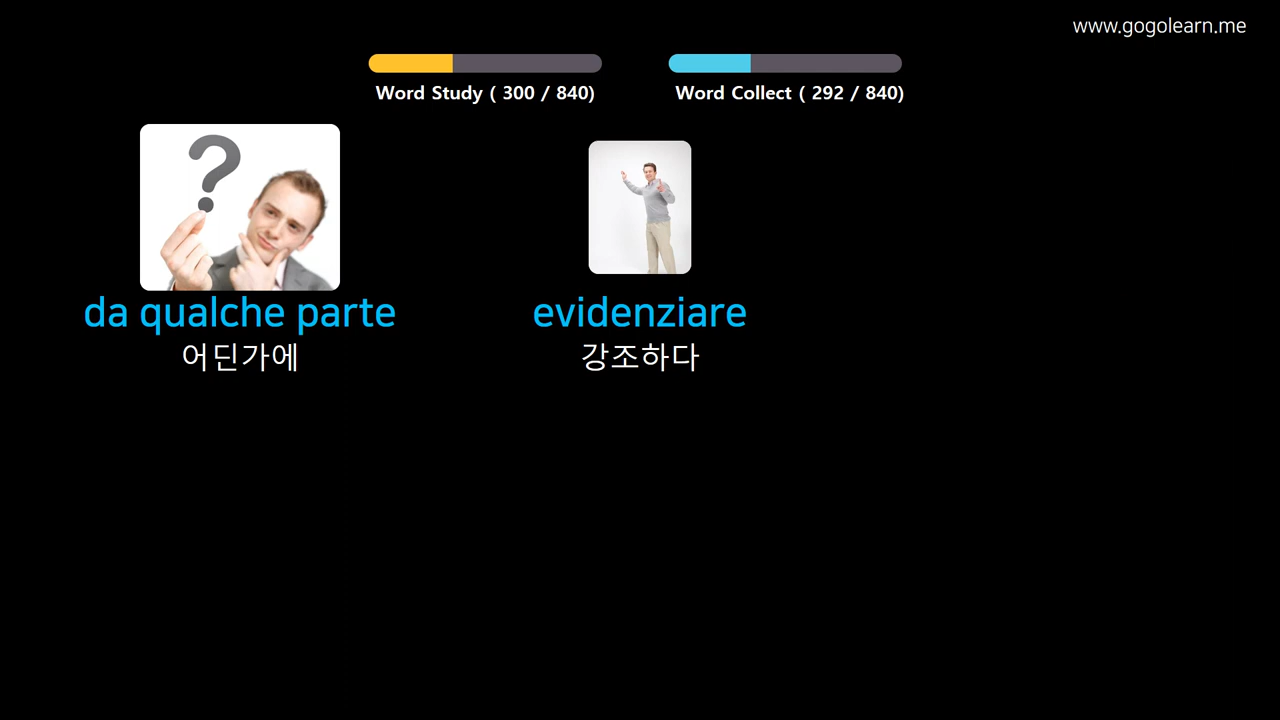 www.gogolearn.me
Word Study ( 300 / 840)
Word Collect ( 292 / 840)
da qualche parte
어딘가에
evidenziare
강조하다